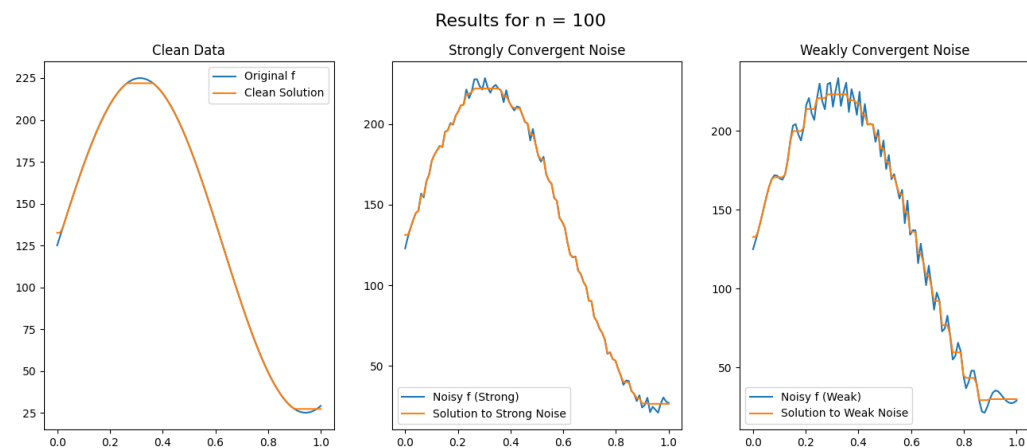 Results for n = 100
Clean Data
225
200
175
150
125
100
75
50
25
0.0 0.2 0.4 0.6 0.8 1.0
Original f
Clean Solution
Strongly Convergent Noise
200
150
100
50
0.0 0.2 0.4 0.6 0.8 1.0
Noisy f (Strong)
Solution to Strong Noise
Weakly Convergent Noise
200
150
100
50
0.0 0.2 0.4 0.6 0.8 1.0
Noisy f (Weak)
Solution to Weak Noise